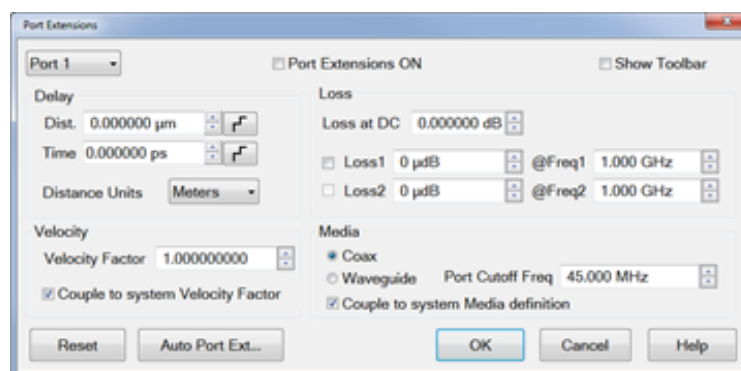 Port Extensions
Port 1
Port Extensions ON
Show Toolbar
Delay
Dist. 0.000000 µm
Time 0.000000 ps
Distance Units Meters
Loss
Loss at DC 0.000000 dB
Loss1 0 µdB @Freq1 1.000 GHz
Loss2 0 µdB @Freq2 1.000 GHz
Velocity
Velocity Factor 1.000000000
Couple to system Velocity Factor
Media
Coax
Waveguide Port Cutoff Freq 45.000 MHz
Couple to system Media definition
Reset
Auto Port Ext...
OK
Cancel
Help